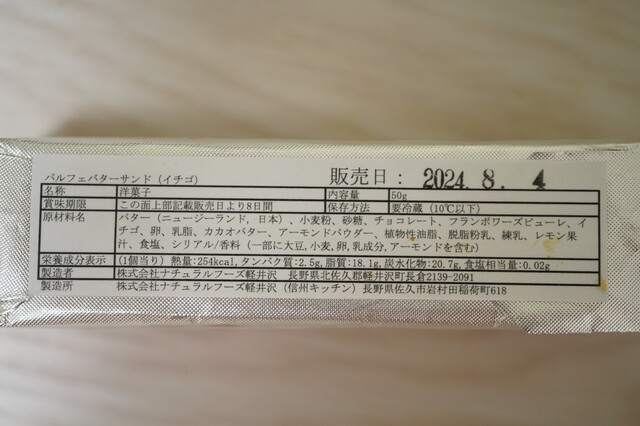 パルフェバターサンド（イチゴ） 販売日： 2024. 8. 4
名称 洋菓子 内容量 50g
賞味期限 この面上部記載販売日より8日間 保存方法 要冷蔵（10℃以下）
原材料名 バター（ニュージーランド，日本）、小麦粉、砂糖、チョコレート、フランボワーズピューレ、イ
チゴ、卵、乳脂、カカオバター、アーモンドパウダー、植物性油脂、脱脂粉乳、練乳、レモン果
汁、食塩、シリアル/香料（一部に大豆,小麦,卵,乳成分,アーモンドを含む）
栄養成分表示 (1個当り) 熱量:254kcal,タンパク質:2.5g,脂質:18.1g,炭水化物:20.7g,食塩相当量:0.02g
製造者 株式会社ナチュラルフーズ軽井沢 長野県北佐久郡軽井沢町長倉2139-2091
製造所 株式会社ナチュラルフーズ軽井沢（信州キッチン）長野県佐久市岩村田稲荷町618